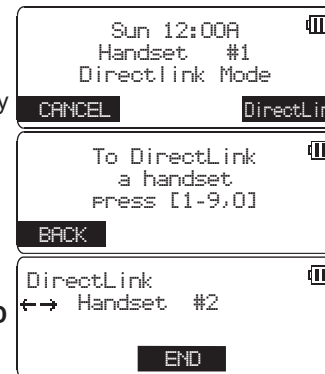 Sun 12:00A
Handset #1
Directlink Mode
y
CANCEL DirectLin
To DirectLink
a handset
press [1-9,0]
BACK
DirectLink
←→ Handset #2
END